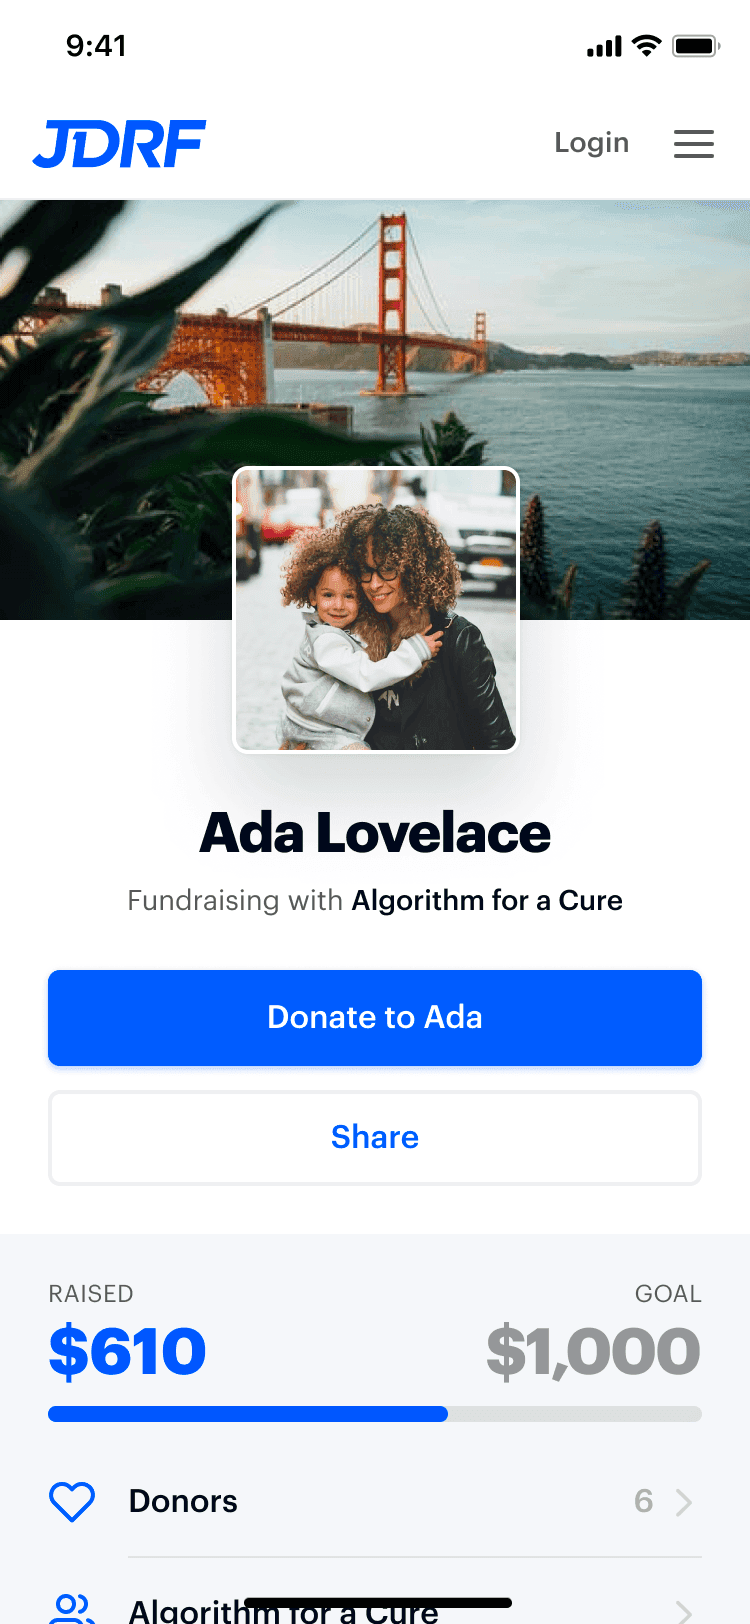 9:41
JDRF
Login
Ada Lovelace
Fundraising with Algorithm for a Cure
Donate to Ada
Share
RAISED
GOAL
$610
$1,000
Donors
6
Algorithm for a Cure